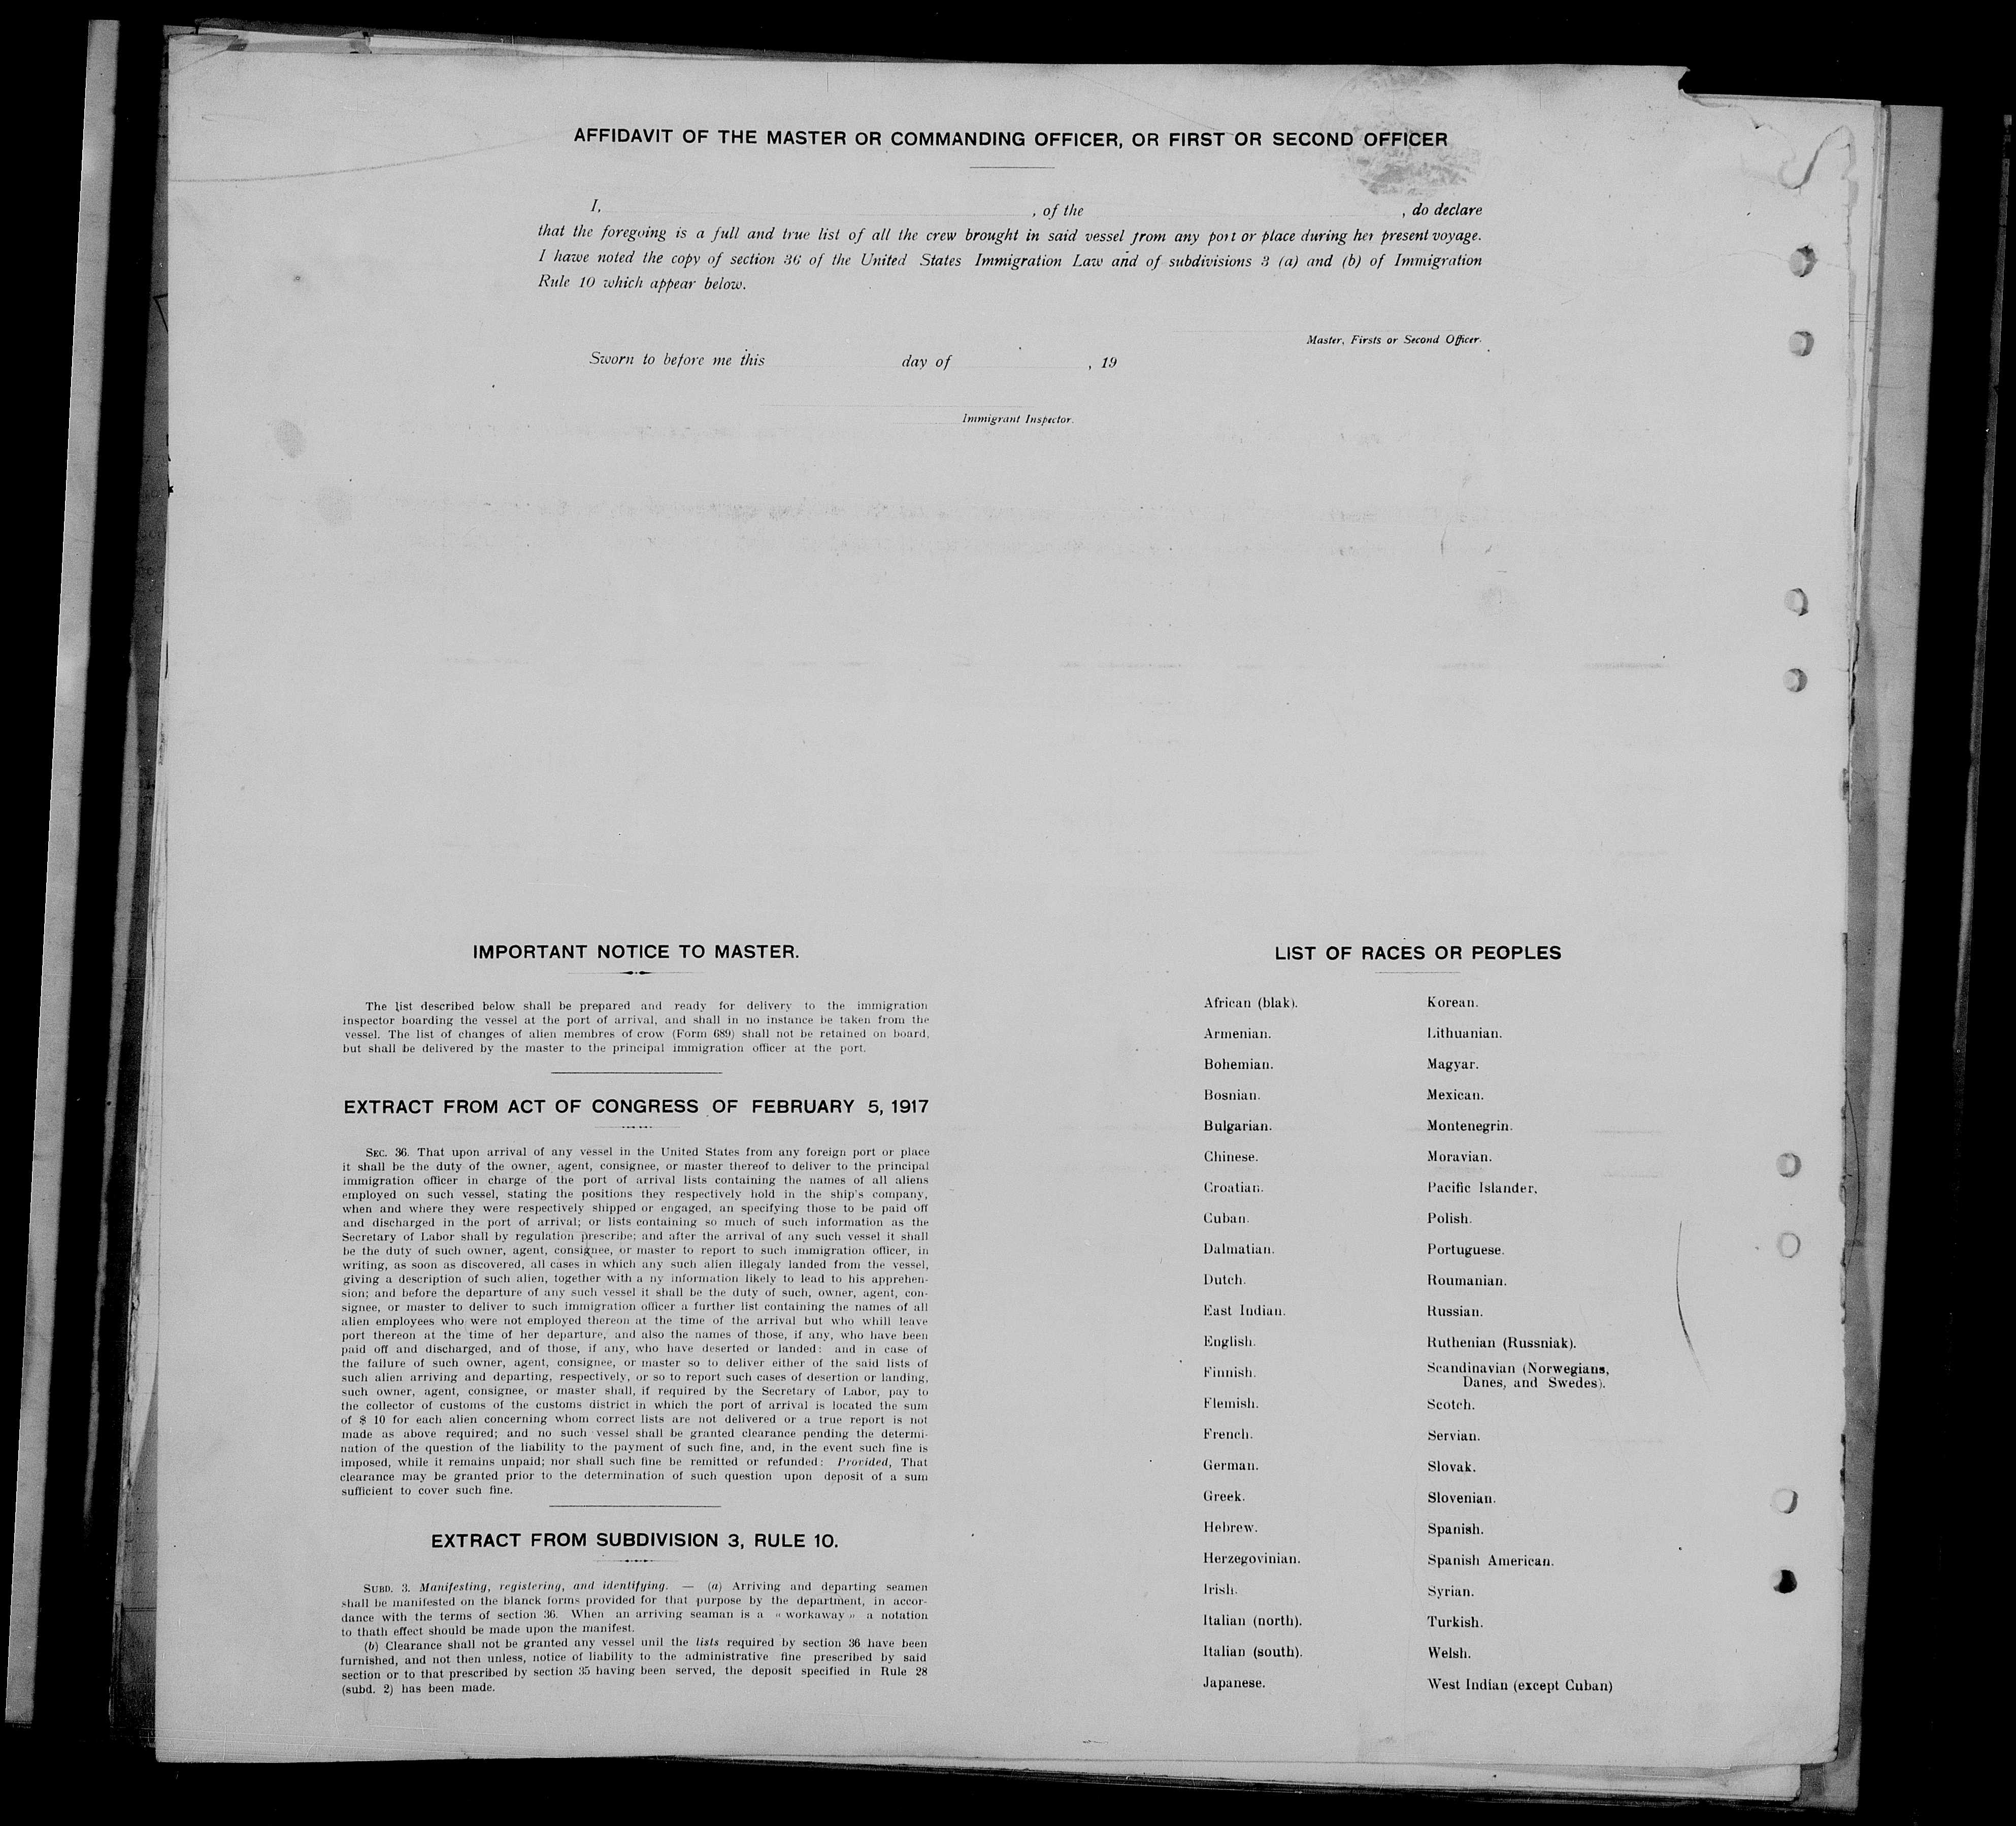 AFFIDAVIT OF THE MASTER OR COMMANDING OFFICER, OR FIRST OR SECOND OFFICER
I, , of the , do declare
that the foregoing is a full and true list of all the crew brought in said vessel from any port or place during her present voyage.
I hawe noted the copy of section 36 of the United States Immigration Law and of subdivisions 3 (a) and (b) of Immigration
Rule 10 which appear below.
Master, Firsts or Second Officer.
Sworn to before me this day of , 19
Immigrant Inspector.
IMPORTANT NOTICE TO MASTER.
The list described below shall be prepared and ready for delivery to the immigration
inspector boarding the vessel at the port of arrival, and shall in no instance be taken from the
vessel. The list of changes of alien membres of crow (Form 689) shall not be retained on board,
but shall be delivered by the master to the principal immigration officer at the port.
EXTRACT FROM ACT OF CONGRESS OF FEBRUARY 5, 1917
SEC. 36. That upon arrival of any vessel in the United States from any foreign port or place
it shall be the duty of the owner, agent, consignee, or master thereof to deliver to the principal
immigration officer in charge of the port of arrival lists containing the names of all aliens
employed on such vessel, stating the positions they respectively hold in the ship's company,
when and where they were respectively shipped or engaged, an specifying those to be paid off
and discharged in the port of arrival; or lists containing so much of such information as the
Secretary of Labor shall by regulation prescribe; and after the arrival of any such vessel it shall
be the duty of such owner, agent, consignee, or master to report to such immigration officer, in
writing, as soon as discovered, all cases in which any such alien illegaly landed from the vessel,
giving a description of such alien, together with a ny information likely to lead to his apprehen-
sion; and before the departure of any such vessel it shall be the duty of such, owner, agent, con-
signee, or master to deliver to such immigration officer a further list containing the names of all
alien employees who were not employed thereon at the time of the arrival but who whill leave
port thereon at the time of her departure, and also the names of those, if any, who have been
paid off and discharged, and of those, if any, who have deserted or landed: and in case of
the failure of such owner, agent, consignee, or master so to deliver either of the said lists of
such alien arriving and departing, respectively, or so to report such cases of desertion or landing,
such owner, agent, consignee, or master shall, if required by the Secretary of Labor, pay to
the collector of customs of the customs district in which the port of arrival is located the sum
of $ 10 for each alien concerning whom correct lists are not delivered or a true report is not
made as above required; and no such vessel shall be granted clearance pending the determi-
nation of the question of the liability to the payment of such fine, and, in the event such fine is
imposed, while it remains unpaid; nor shall such fine be remitted or refunded: Provided, That
clearance may be granted prior to the determination of such question upon deposit of a sum
sufficient to cover such fine.
EXTRACT FROM SUBDIVISION 3, RULE 10.
SUBD. 3. Manifesting, registering, and identifying. — (a) Arriving and departing seamen
shall be manifested on the blanck forms provided for that purpose by the department, in accor-
dance with the terms of section 36. When an arriving seaman is a « workaway » a notation
to thath effect should be made upon the manifest.
(b) Clearance shall not be granted any vessel unil the lists required by section 36 have been
furnished, and not then unless, notice of liability to the administrative fine prescribed by said
section or to that prescribed by section 35 having been served, the deposit specified in Rule 28
(subd. 2) has been made.
LIST OF RACES OR PEOPLES
African (blak).
Armenian.
Bohemian.
Bosnian.
Bulgarian.
Chinese.
Croatian.
Cuban.
Dalmatian.
Dutch.
East Indian.
English.
Finnish.
Flemish.
French.
German.
Greek.
Hebrew.
Herzegovinian.
Irish.
Italian (north).
Italian (south).
Japanese.
Korean.
Lithuanian.
Magyar.
Mexican.
Montenegrin.
Moravian.
Pacific Islander.
Polish.
Portuguese.
Roumanian.
Russian.
Ruthenian (Russniak).
Scandinavian (Norwegians,
Danes, and Swedes).
Scotch.
Servian.
Slovak.
Slovenian.
Spanish.
Spanish American.
Syrian.
Turkish.
Welsh.
West Indian (except Cuban)